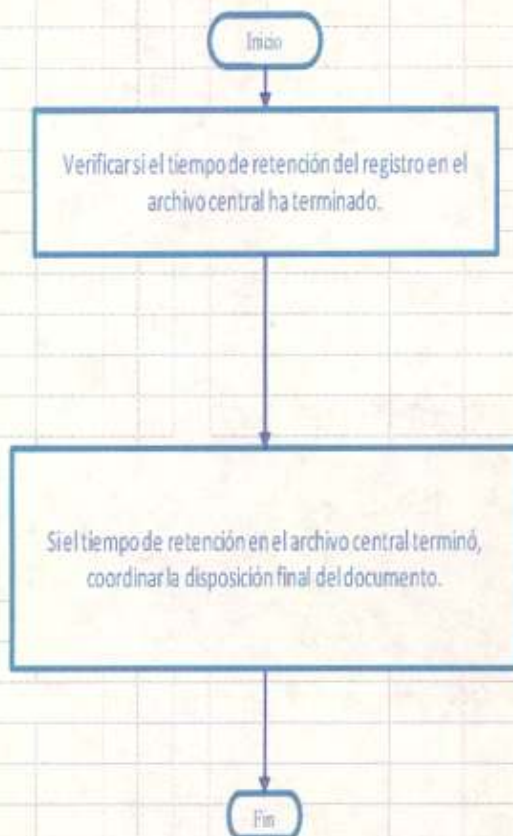 Inicio
Verificar si el tiempo de retención del registro en el
archivo central ha terminado.
Si el tiempo de retención en el archivo central terminó,
coordinar la disposición final del documento.
Fin